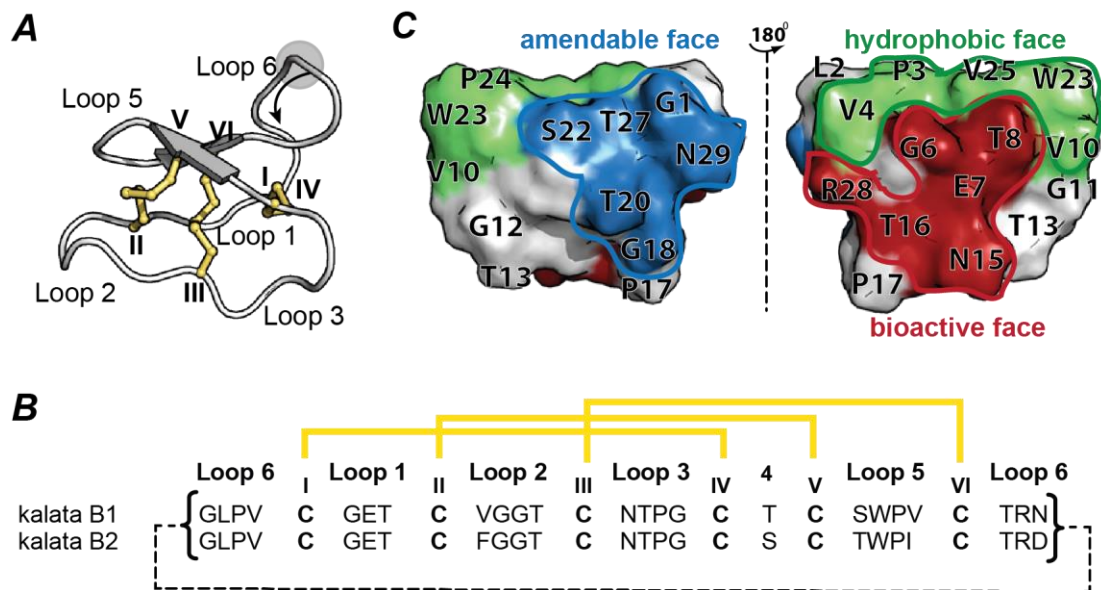 A
Loop 6
Loop 5
V
VI
I
IV
II
Loop 1
Loop 2
III
Loop 3
C
amendable face
P24
W23
V10
S22
T27
G1
N29
T20
G12
G18
T13
P17
180⁰
hydrophobic face
L2
P3
V25
W23
V4
G6
T8
V10
R28
E7
G11
T16
T13
N15
P17
bioactive face
B
Loop 6 I Loop 1 II Loop 2 III Loop 3 IV 4 V Loop 5 VI Loop 6
kalata B1 GLPV C GET C VGGT C NTPG C T C SWPV C TRN
kalata B2 GLPV C GET C FGGT C NTPG C S C TWPI C TRD